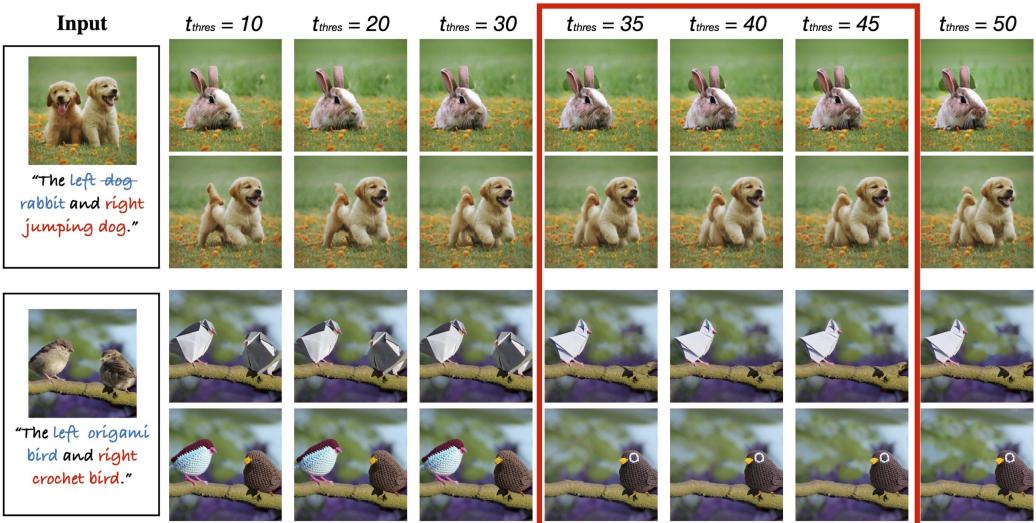 Input t_thres = 10 t_thres = 20 t_thres = 30 t_thres = 35 t_thres = 40 t_thres = 45 t_thres = 50
"The left dog
rabbit and right
jumping dog."
"The left origami
bird and right
crochet bird."